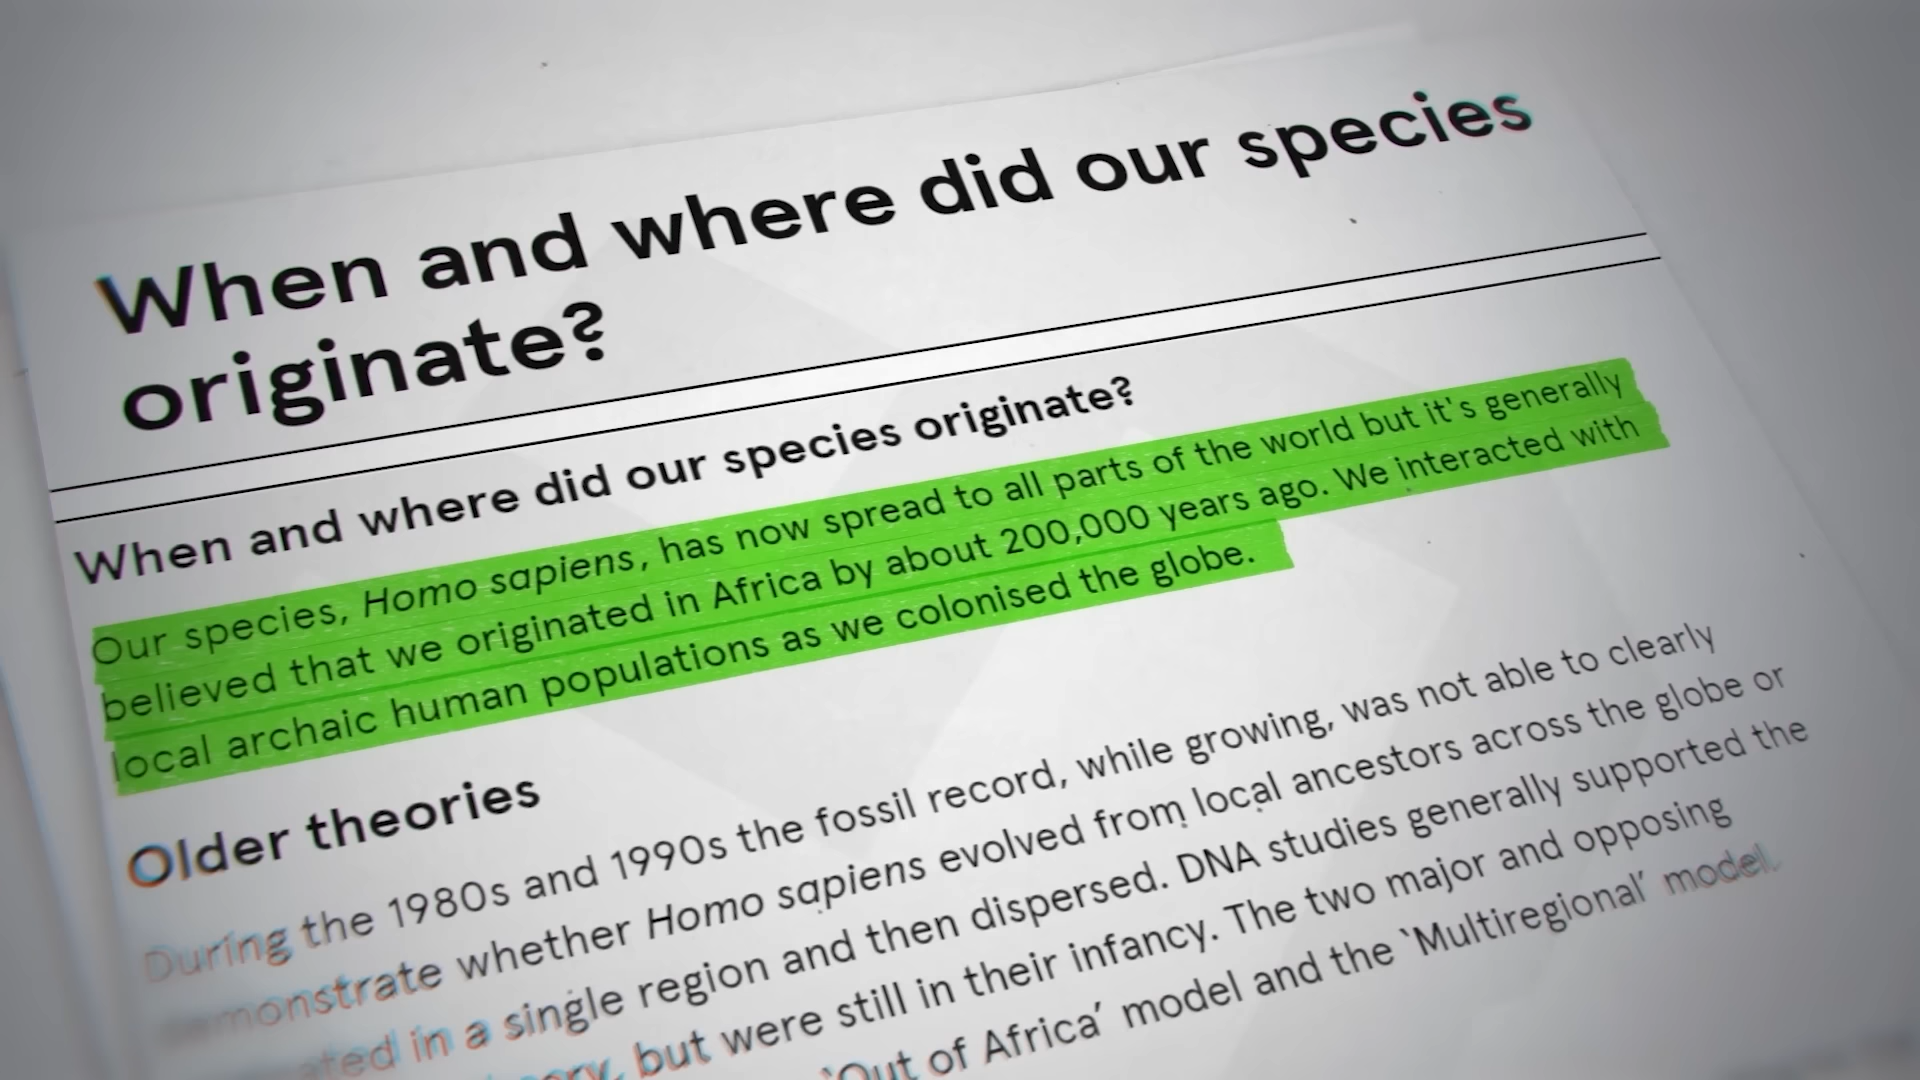 When and where did our species
originate?
When and where did our species originate?
Our species, Homo sapiens, has now spread to all parts of the world but it's generally
believed that we originated in Africa by about 200,000 years ago. We interacted with
local archaic human populations as we colonised the globe.
Older theories
During the 1980s and 1990s the fossil record, while growing, was not able to clearly
demonstrate whether Homo sapiens evolved from local ancestors across the globe or
in a single region and then dispersed. DNA studies generally supported the
but were still in their infancy. The two major and opposing
‘Out of Africa’ model and the ‘Multiregional’ model.